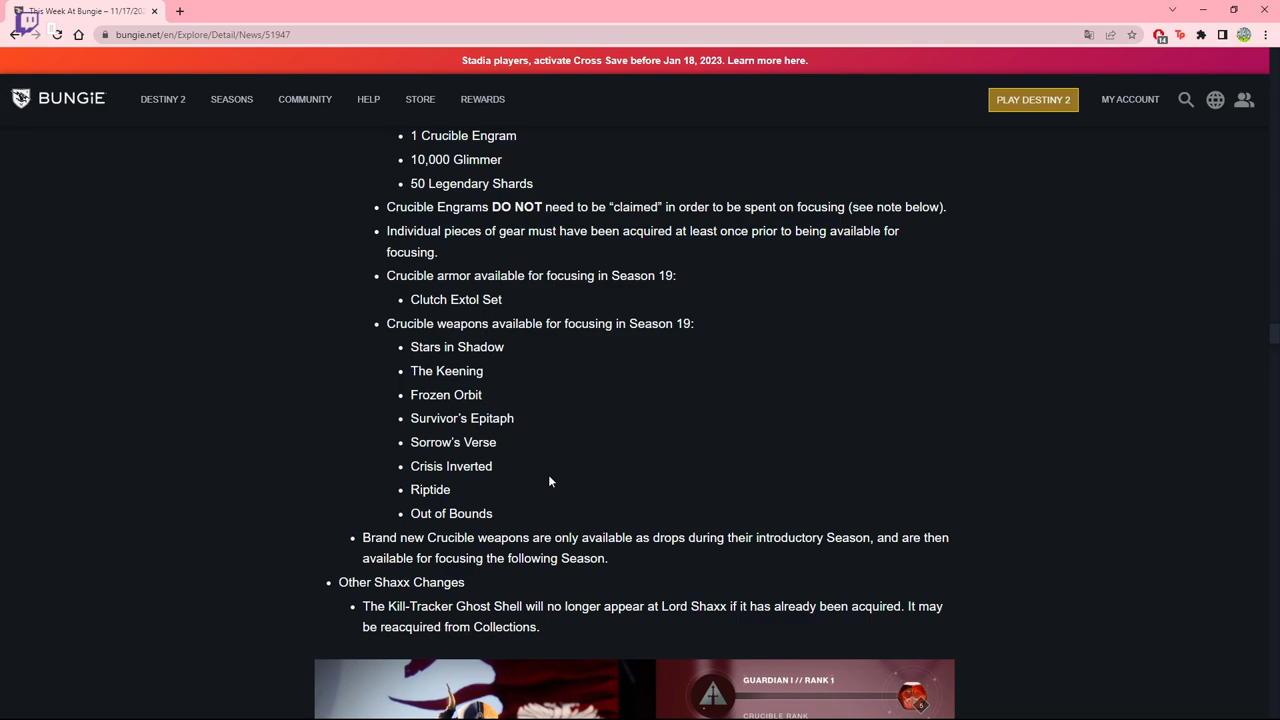 This Week At Bungie – 11/17/20
bungie.net/en/Explore/Detail/News/51947
14
Stadia players, activate Cross Save before Jan 18, 2023. Learn more here.
BUNGiE
DESTINY 2
SEASONS
COMMUNITY
HELP
STORE
REWARDS
PLAY DESTINY 2
MY ACCOUNT
• 1 Crucible Engram
• 10,000 Glimmer
• 50 Legendary Shards
• Crucible Engrams DO NOT need to be “claimed” in order to be spent on focusing (see note below).
• Individual pieces of gear must have been acquired at least once prior to being available for
focusing.
• Crucible armor available for focusing in Season 19:
• Clutch Extol Set
• Crucible weapons available for focusing in Season 19:
• Stars in Shadow
• The Keening
• Frozen Orbit
• Survivor’s Epitaph
• Sorrow’s Verse
• Crisis Inverted
• Riptide
• Out of Bounds
• Brand new Crucible weapons are only available as drops during their introductory Season, and are then
available for focusing the following Season.
• Other Shaxx Changes
• The Kill-Tracker Ghost Shell will no longer appear at Lord Shaxx if it has already been acquired. It may
be reacquired from Collections.
GUARDIAN I // RANK 1
6
CRUCIBLE RANK